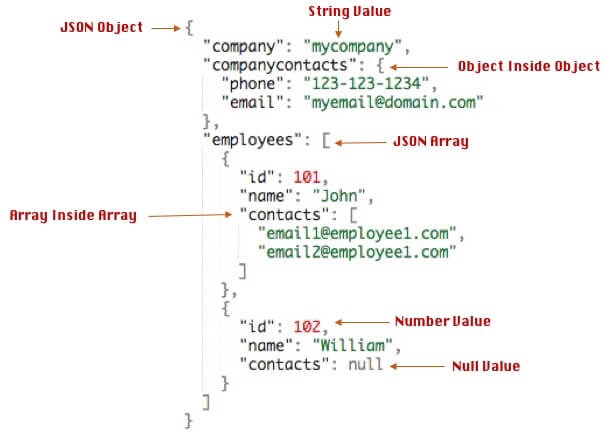 String Value
JSON Object {
"company": "mycompany",
"companycontacts": { Object Inside Object
"phone": "123-123-1234",
"email": "myemail@domain.com"
},
"employees": [ JSON Array
{
"id": 101,
"name": "John",
Array Inside Array "contacts": [
"email1@employee1.com",
"email2@employee1.com"
]
},
{
"id": 102, Number Value
"name": "William",
"contacts": null Null Value
}
]
}